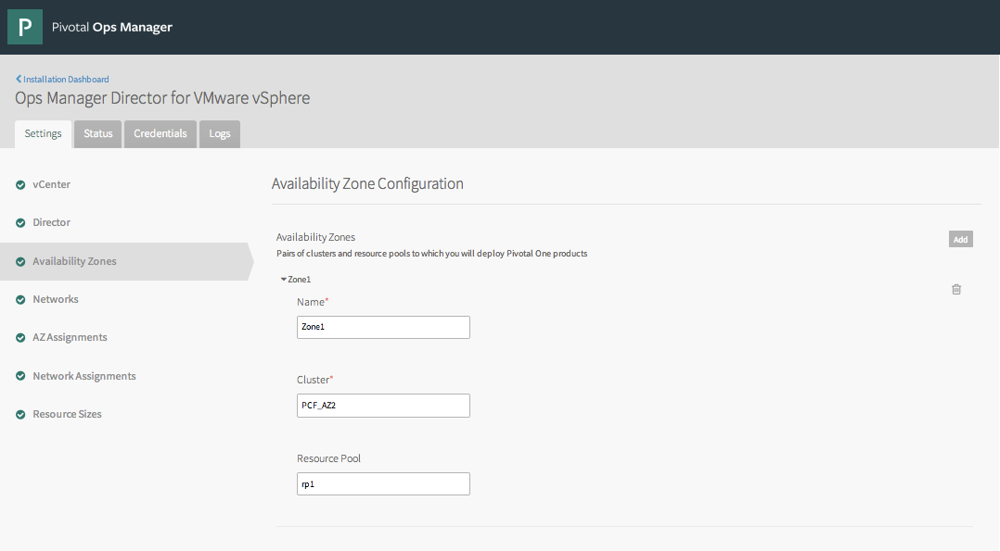 P
Pivotal Ops Manager
Installation Dashboard
Ops Manager Director for VMware vSphere
Settings Status Credentials Logs
vCenter
Director
Availability Zones
Networks
AZ Assignments
Network Assignments
Resource Sizes
Availability Zone Configuration
Availability Zones
Add
Pairs of clusters and resource pools to which you will deploy Pivotal One products
Zone1
Name*
Zone1
Cluster*
PCF_AZ2
Resource Pool
rp1